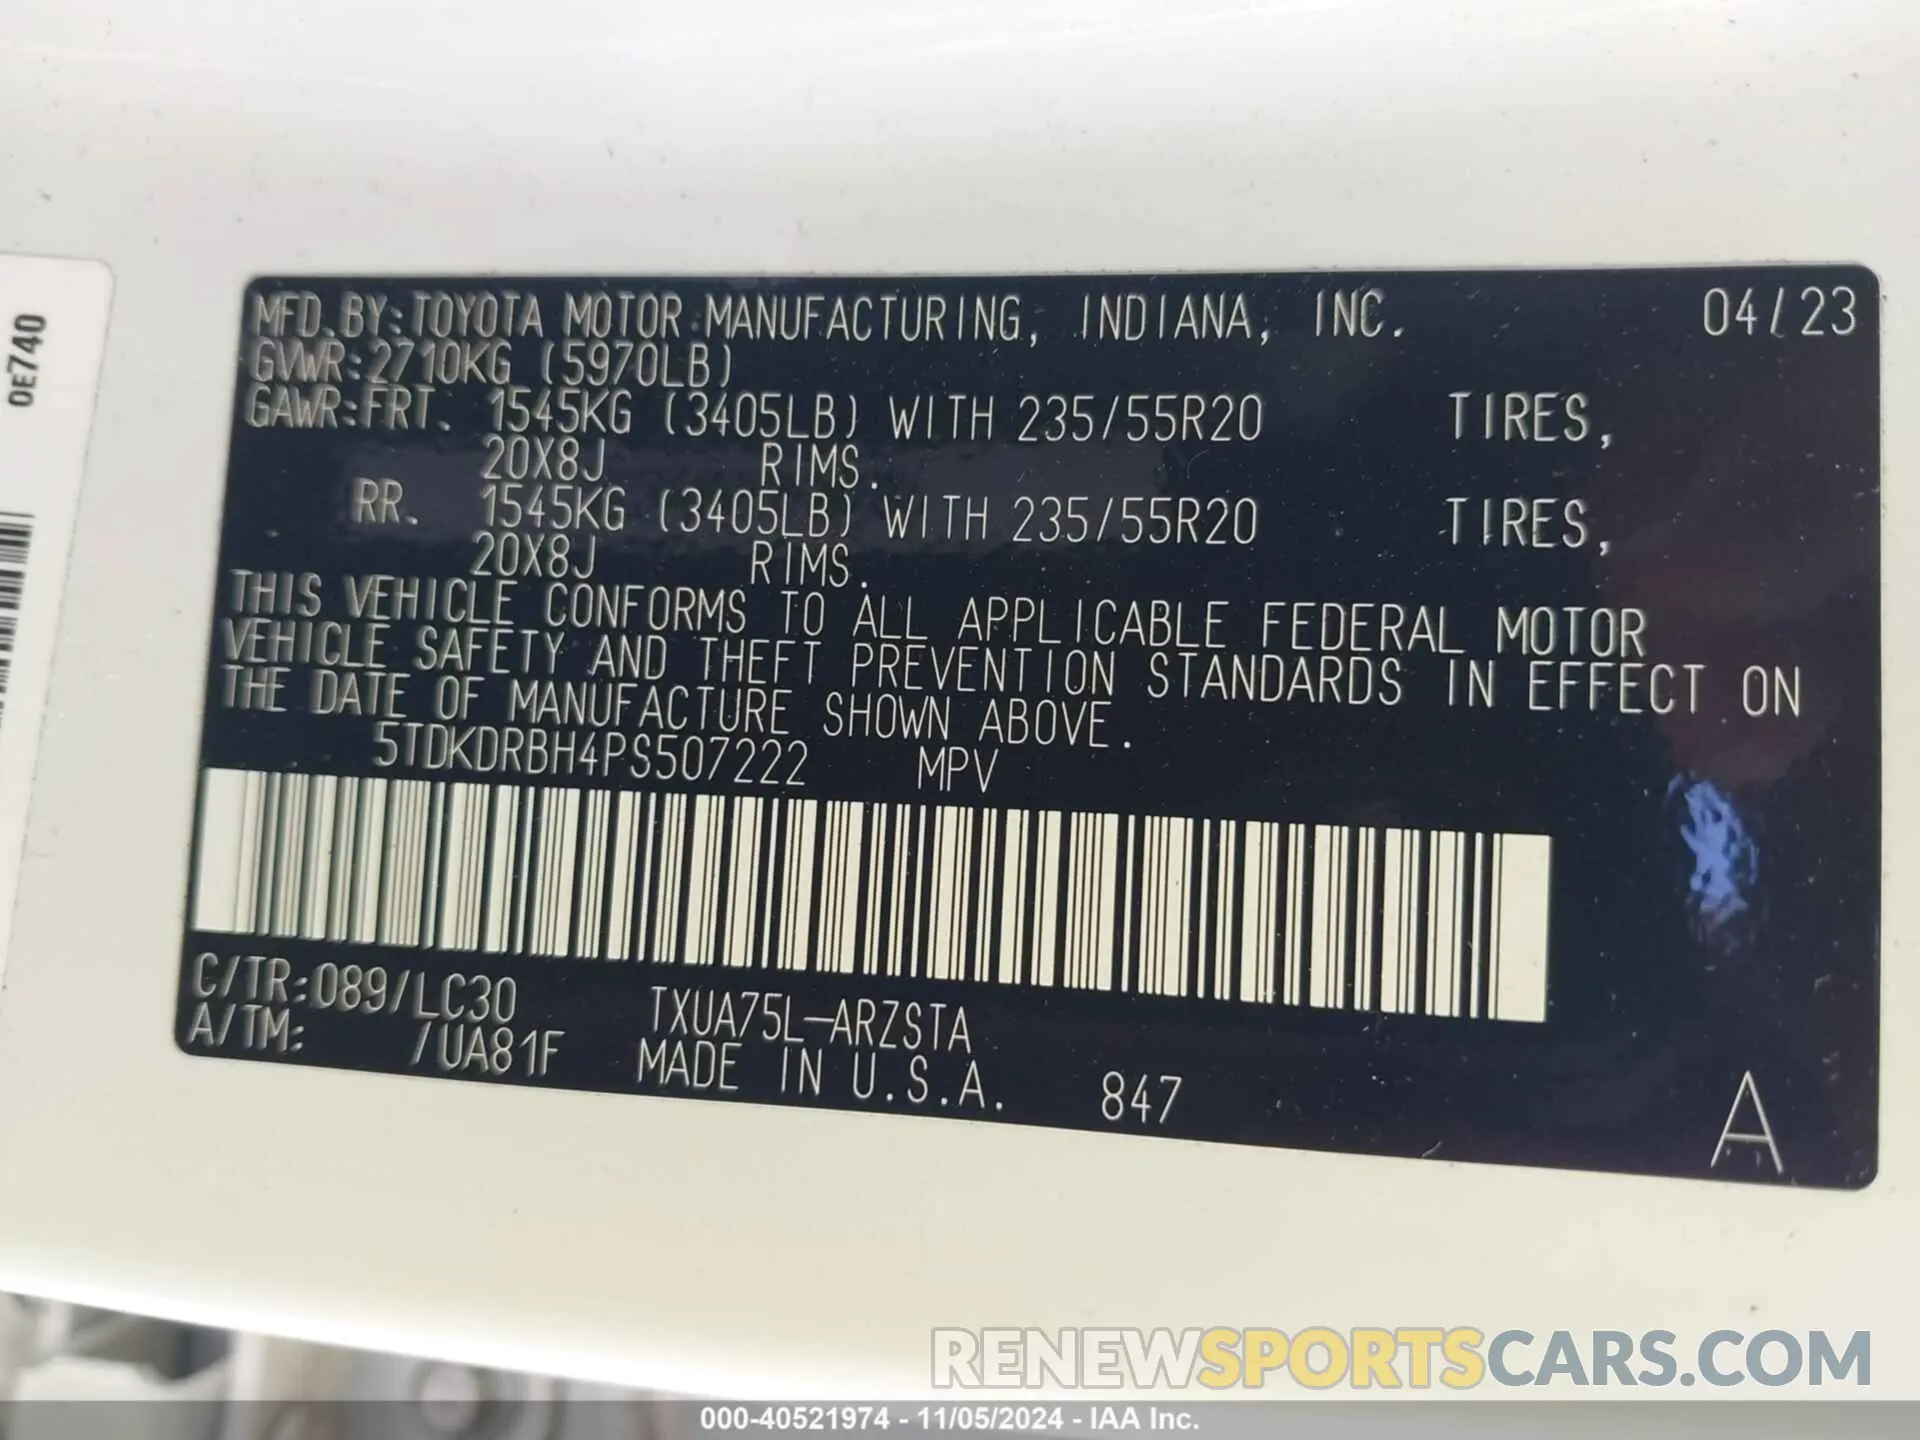 MFD.BY:TOYOTA MOTOR MANUFACTURING, INDIANA, INC. 04/23
GVWR:2710KG (5970LB)
GAWR:FRT. 1545KG (3405LB) WITH 235/55R20 TIRES,
20X8J RIMS.
RR. 1545KG (3405LB) WITH 235/55R20 TIRES,
20X8J RIMS.
THIS VEHICLE CONFORMS TO ALL APPLICABLE FEDERAL MOTOR
VEHICLE SAFETY AND THEFT PREVENTION STANDARDS IN EFFECT ON
THE DATE OF MANUFACTURE SHOWN ABOVE.
5TDKDRBH4PS507222 MPV
C/TR:089/LC30 TXUA75L-ARZSTA
A/TM: /UA81F MADE IN U.S.A. 847 A
0E740
RENEWSPORTSCARS.COM
000-40521974 - 11/05/2024 - IAA Inc.